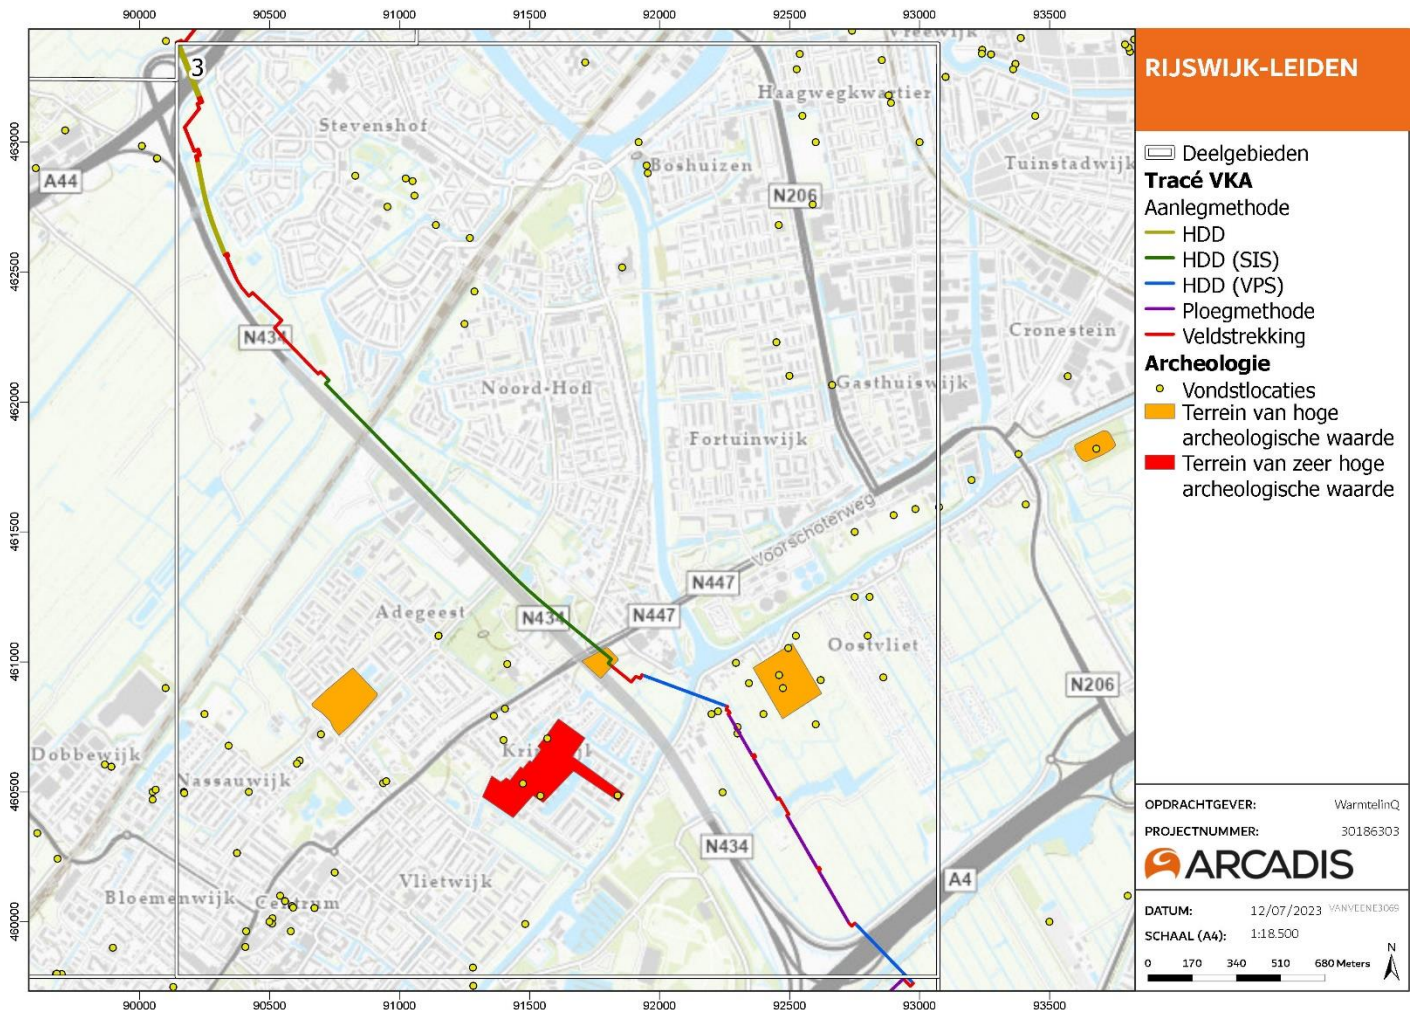 90000 90500 91000 91500 92000 92500 93000 93500
463000
462500
462000
461500
461000
460500
460000
3
Vreewijk
Haagwegkwartier
Stevenshof
Boshuizen
Tuinstadwijk
A44
N206
N434
Cronestein
Noord-Hofl
Gasthuiswijk
Fortuinwijk
Voorschoterweg
N447
Adegeest
N434
N447
Oostvliet
N206
Dobbewijk
Nassauwijk
N434
A4
Vlietwijk
Bloemenwijk
Centrum
90000 90500 91000 91500 92000 92500 93000 93500
RIJSWIJK-LEIDEN
Deelgebieden
Tracé VKA
Aanlegmethode
HDD
HDD (SIS)
HDD (VPS)
Ploegmethode
Veldstrekking
Archeologie
Vondstlocaties
Terrein van hoge
archeologische waarde
Terrein van zeer hoge
archeologische waarde
OPDRACHTGEVER: WarmtelinQ
PROJECTNUMMER: 30186303
ARCADIS
DATUM: 12/07/2023 VANVEENE3069
SCHAAL (A4): 1:18.500
N
0 170 340 510 680 Meters